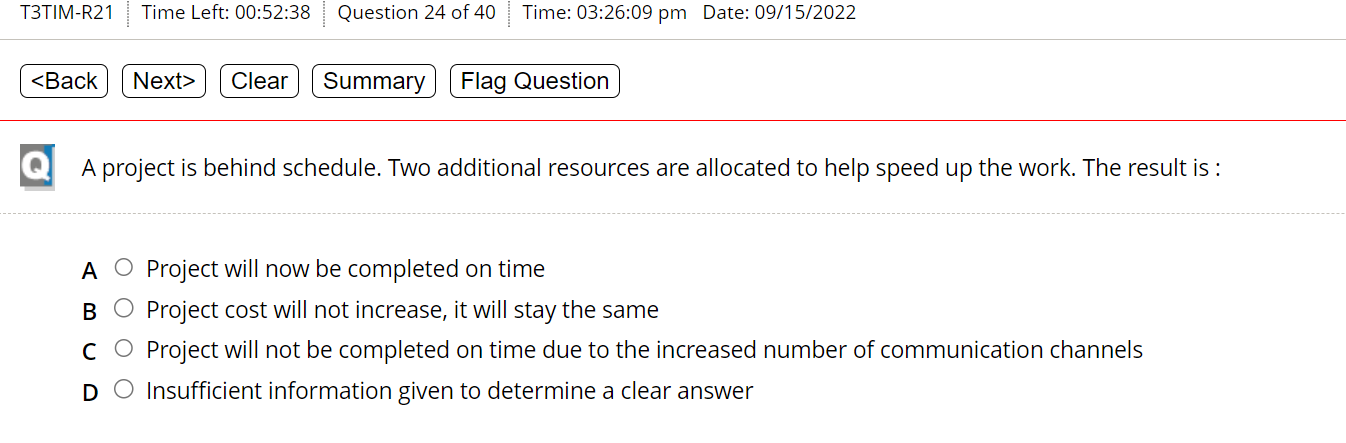 T3TIM-R21 Time Left: 00:52:38 Question 24 of 40 Time: 03:26:09 pm Date: 09/15/2022
<Back Next> Clear Summary Flag Question
Q A project is behind schedule. Two additional resources are allocated to help speed up the work. The result is :
A Project will now be completed on time
B Project cost will not increase, it will stay the same
C Project will not be completed on time due to the increased number of communication channels
D Insufficient information given to determine a clear answer